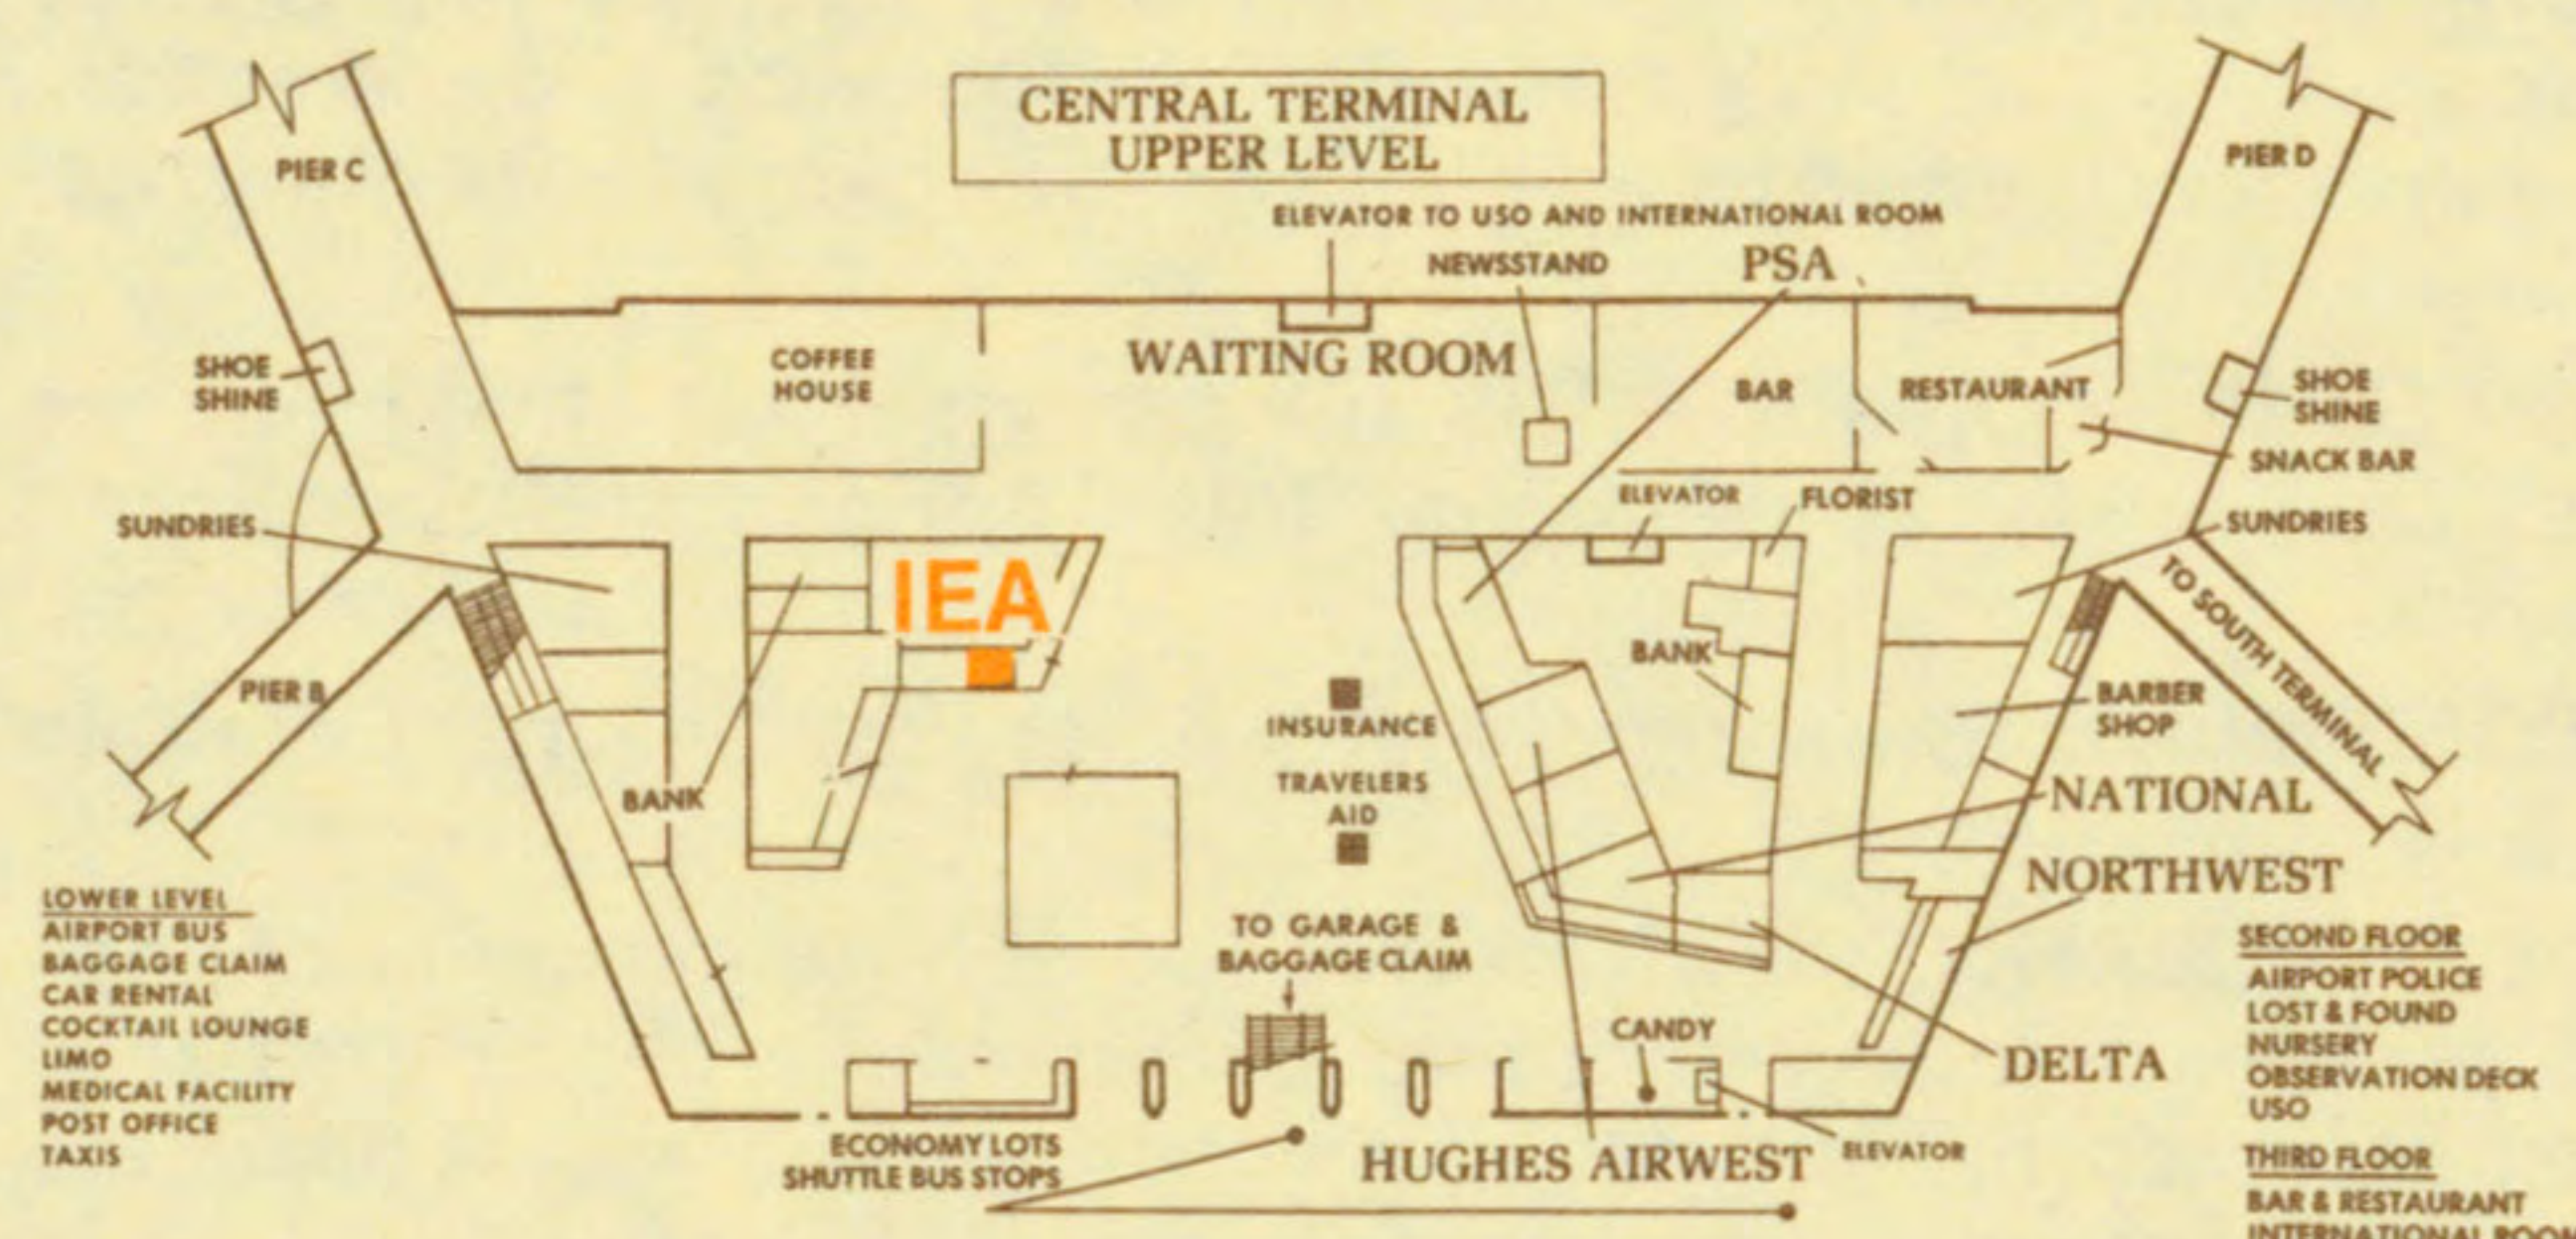 CENTRAL TERMINAL
UPPER LEVEL
PIER C
PIER D
ELEVATOR TO USO AND INTERNATIONAL ROOM
NEWSSTAND
PSA
WAITING ROOM
COFFEE
HOUSE
BAR
RESTAURANT
SHOE
SHINE
SHOE
SHINE
SNACK BAR
ELEVATOR
FLORIST
SUNDRIES
SUNDRIES
IEA
TO SOUTH TERMINAL
BANK
PIER B
INSURANCE
BARBER
SHOP
TRAVELERS
AID
BANK
NATIONAL
NORTHWEST
LOWER LEVEL
AIRPORT BUS
BAGGAGE CLAIM
CAR RENTAL
COCKTAIL LOUNGE
LIMO
MEDICAL FACILITY
POST OFFICE
TAXIS
TO GARAGE &
BAGGAGE CLAIM
CANDY
DELTA
ECONOMY LOTS
SHUTTLE BUS STOPS
HUGHES AIRWEST
ELEVATOR
SECOND FLOOR
AIRPORT POLICE
LOST & FOUND
NURSERY
OBSERVATION DECK
USO
THIRD FLOOR
BAR & RESTAURANT
INTERNATIONAL ROOM